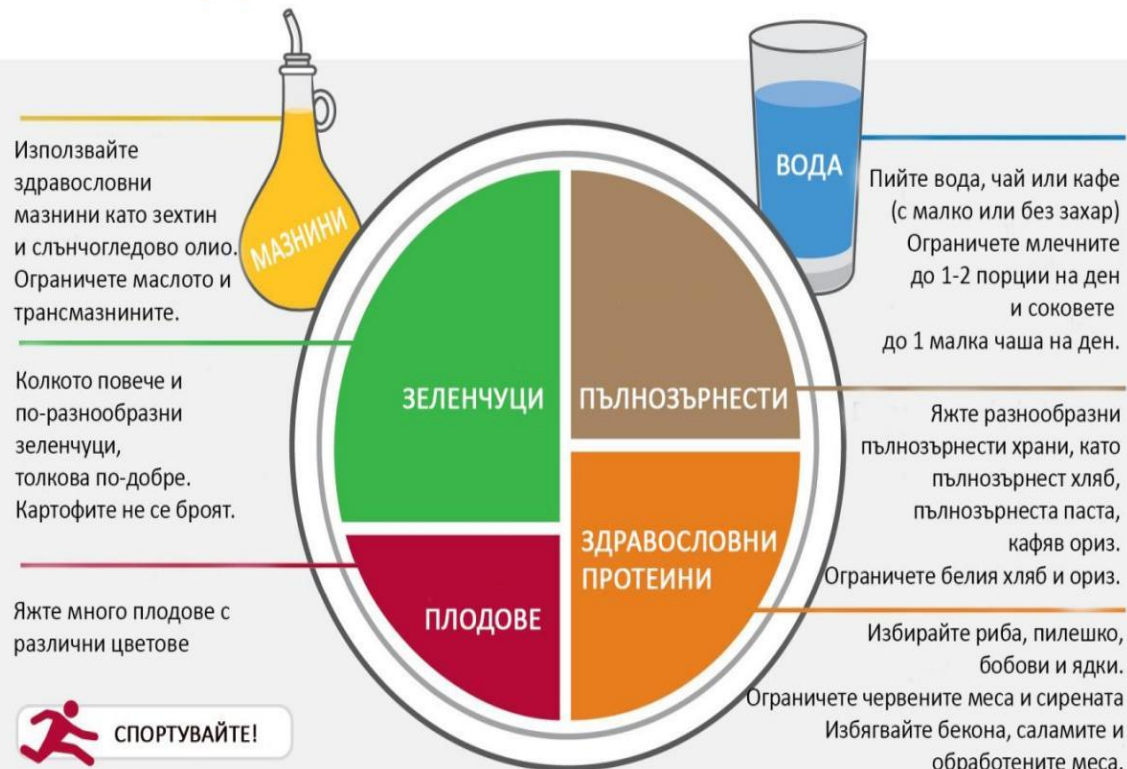 Използвайте
здравословни
мазнини като зехтин
и слънчогледово олио.
Ограничете маслото и
трансмазнините.
МАЗНИНИ
Колкото повече и
по-разнообразни
зеленчуци,
толкова по-добре.
Картофите не се броят.
Яжте много плодове с
различни цветове
СПОРТУВАЙТЕ!
ЗЕЛЕНЧУЦИ
ПЛОДОВЕ
ПЪЛНОЗЪРНЕСТИ
ЗДРАВОСЛОВНИ
ПРОТЕИНИ
ВОДА
Пийте вода, чай или кафе
(с малко или без захар)
Ограничете млечните
до 1-2 порции на ден
и соковете
до 1 малка чаша на ден.
Яжте разнообразни
пълнозърнести храни, като
пълнозърнест хляб,
пълнозърнеста паста,
кафяв ориз.
Ограничете белия хляб и ориз.
Избирайте риба, пилешко,
бобови и ядки.
Ограничете червените меса и сирената
Избягвайте бекона, саламите и
обработените меса.